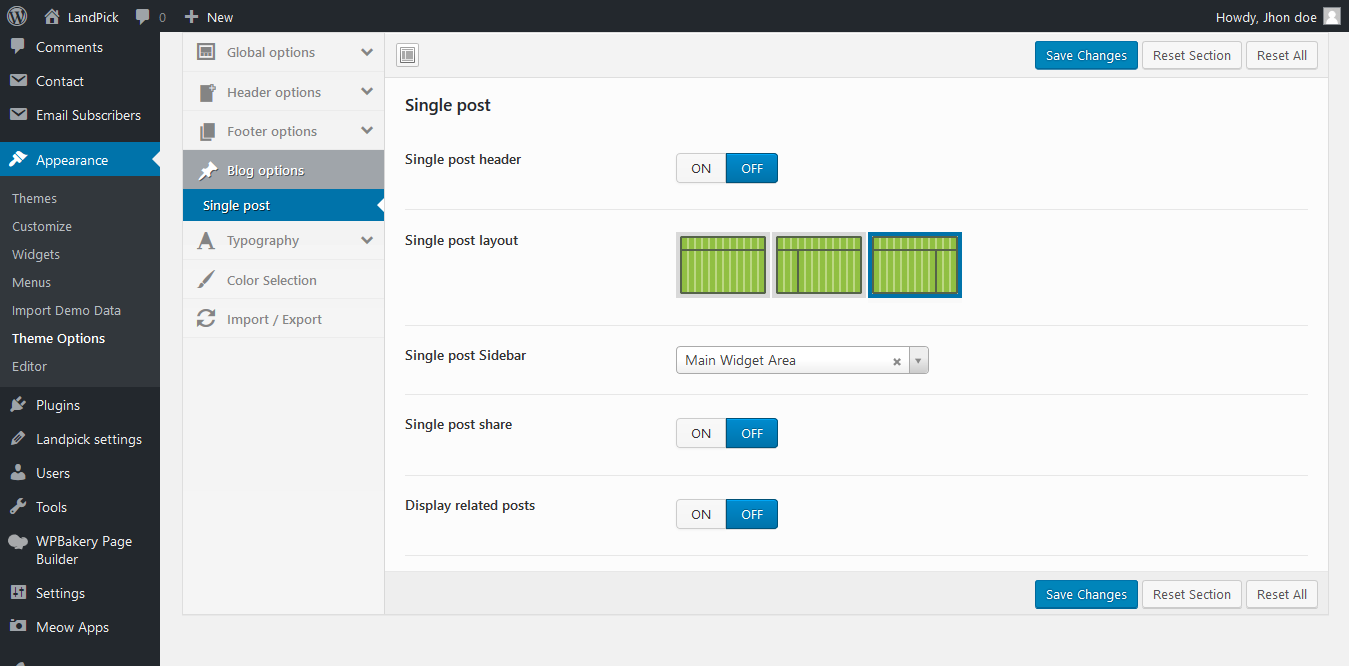 LandPick 0 New Howdy, Jhon doe
Comments
Contact
Email Subscribers
Appearance
Themes
Customize
Widgets
Menus
Import Demo Data
Theme Options
Editor
Plugins
Landpick settings
Users
Tools
WPBakery Page
Builder
Settings
Meow Apps
Global options
Header options
Footer options
Blog options
Single post
Typography
Color Selection
Import / Export
Save Changes Reset Section Reset All
Single post
Single post header ON OFF
Single post layout
Single post Sidebar Main Widget Area
Single post share ON OFF
Display related posts ON OFF
Save Changes Reset Section Reset All